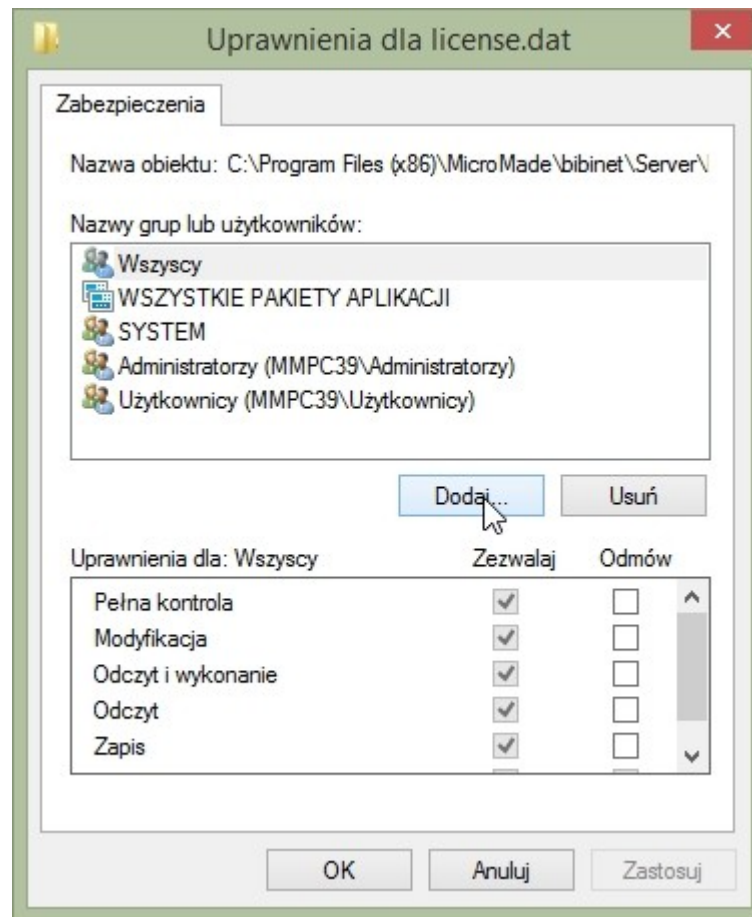 Uprawnienia dla license.dat
Zabezpieczenia
Nazwa obiektu: C:\Program Files (x86)\MicroMade\bibinet\Server\
Nazwy grup lub użytkowników:
Wszyscy
WSZYSTKIE PAKIETY APLIKACJI
SYSTEM
Administratorzy (MMPC39\Administratorzy)
Użytkownicy (MMPC39\Użytkownicy)
Dodaj... Usuń
Uprawnienia dla: Wszyscy Zezwalaj Odmów
Pełna kontrola
Modyfikacja
Odczyt i wykonanie
Odczyt
Zapis
OK Anuluj Zastosuj